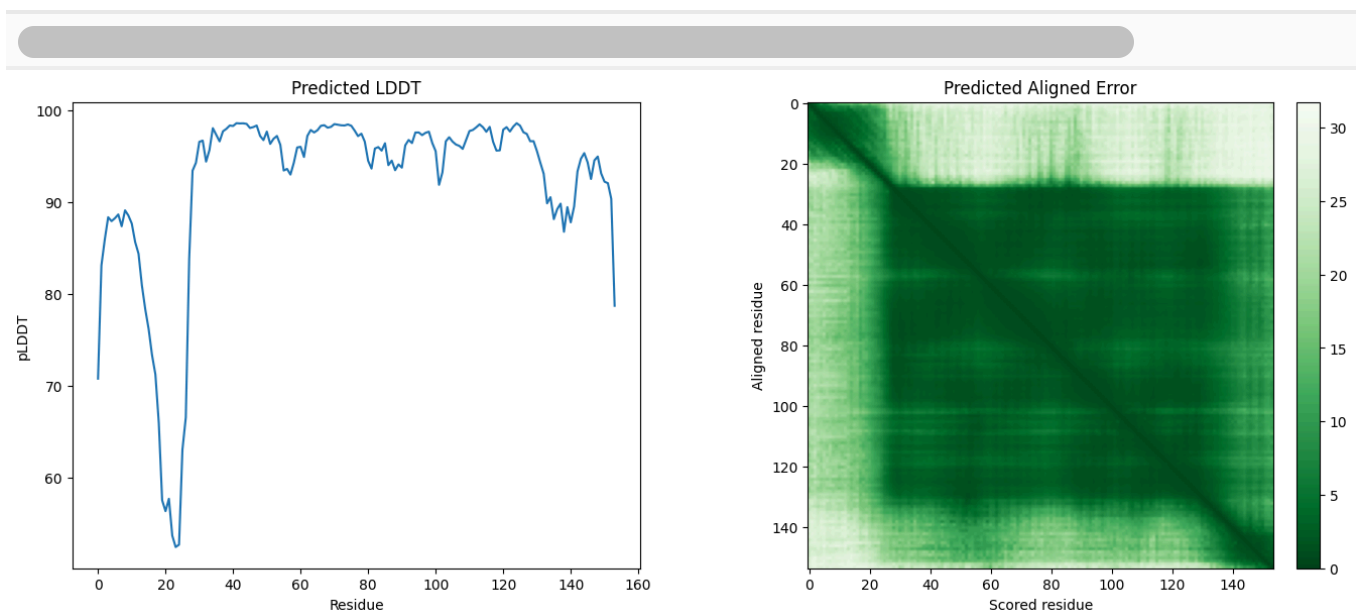 Predicted LDDT
100
90
80
70
60
pLDDT
0 20 40 60 80 100 120 140 160
Residue
Predicted Aligned Error
0
20
40
60
80
100
120
140
Aligned residue
0 20 40 60 80 100 120 140
Scored residue
30
25
20
15
10
5
0